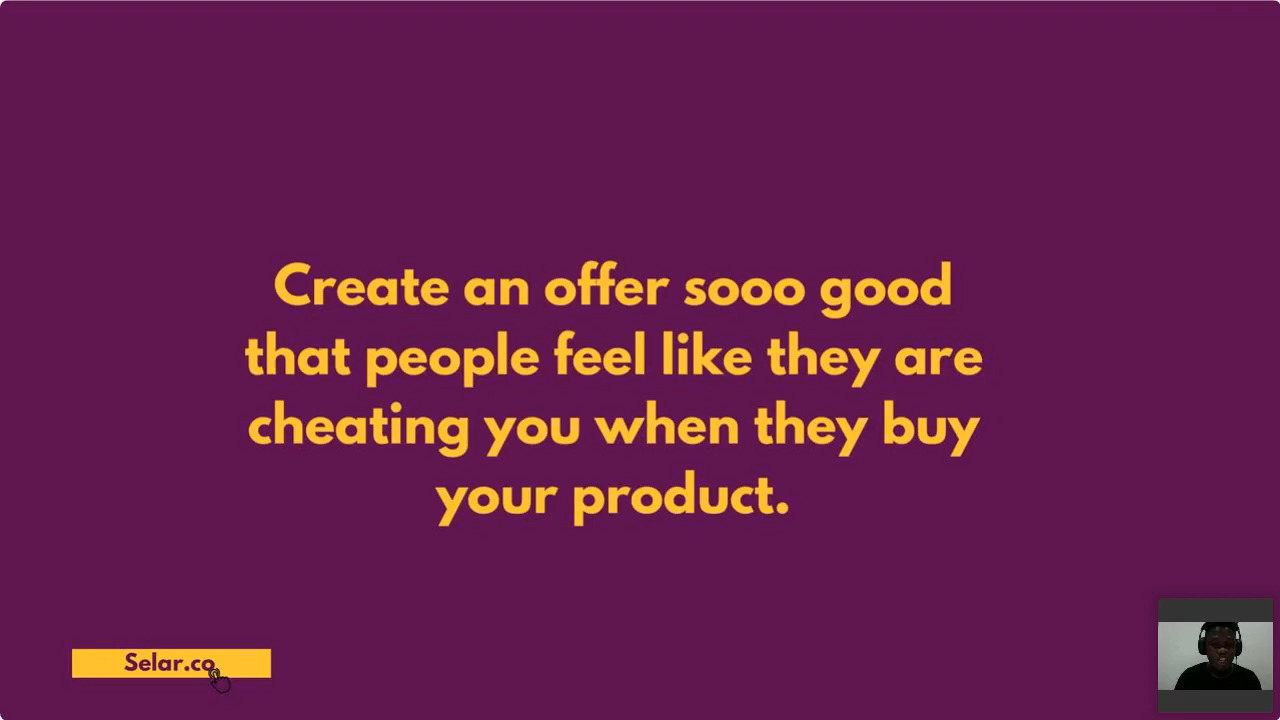 Create an offer sooo good
that people feel like they are
cheating you when they buy
your product.
Selar.co